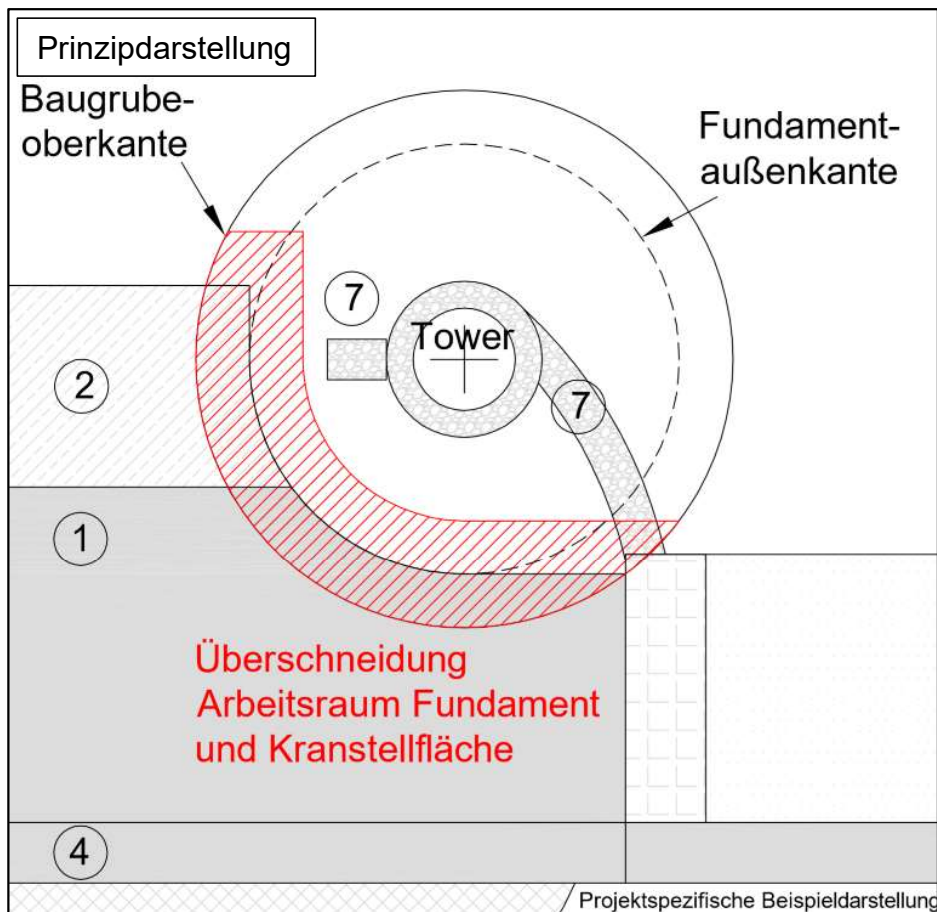 Prinzipdarstellung
Baugrube-
oberkante
Fundament-
außenkante
7
Tower
2
7
1
Überschneidung
Arbeitsraum Fundament
und Kranstellfläche
4
Projektspezifische Beispieldarstellung